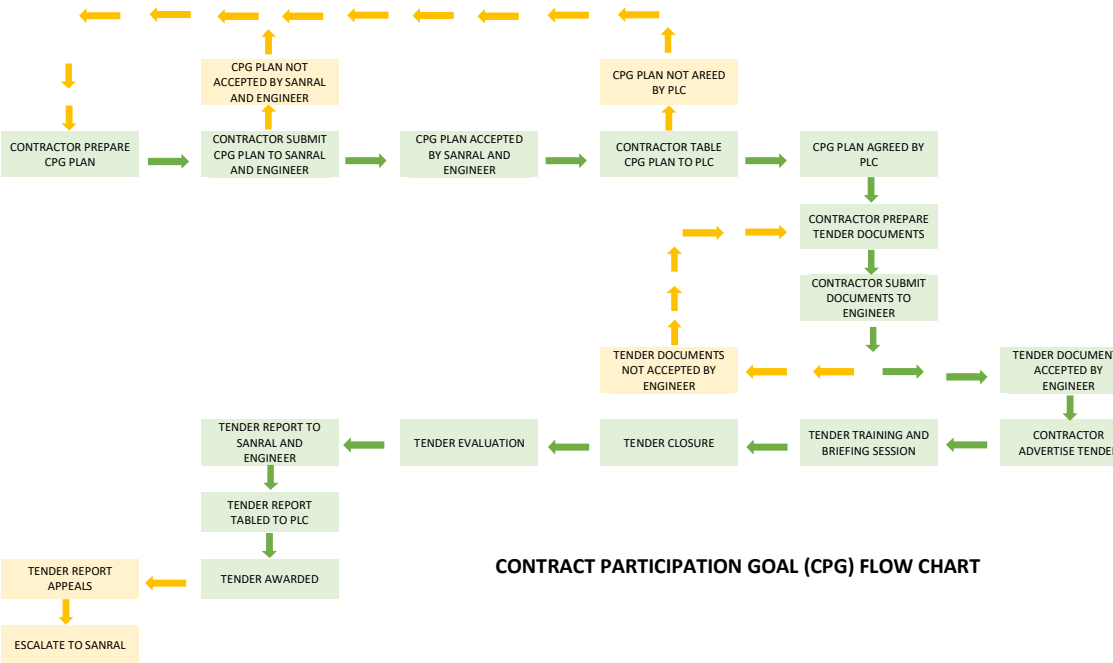 CPG PLAN NOT
ACCEPTED BY SANRAL
AND ENGINEER
CPG PLAN NOT AREED
BY PLC
CONTRACTOR PREPARE
CPG PLAN
CONTRACTOR SUBMIT
CPG PLAN TO SANRAL
AND ENGINEER
CPG PLAN ACCEPTED
BY SANRAL AND
ENGINEER
CONTRACTOR TABLE
CPG PLAN TO PLC
CPG PLAN AGREED BY
PLC
CONTRACTOR PREPARE
TENDER DOCUMENTS
CONTRACTOR SUBMIT
DOCUMENTS TO
ENGINEER
TENDER DOCUMENTS
NOT ACCEPTED BY
ENGINEER
TENDER DOCUMENT
ACCEPTED BY
ENGINEER
TENDER REPORT TO
SANRAL AND
ENGINEER
TENDER EVALUATION
TENDER CLOSURE
TENDER TRAINING AND
BRIEFING SESSION
CONTRACTOR
ADVERTISE TENDER
TENDER REPORT
TABLED TO PLC
TENDER REPORT
APPEALS
TENDER AWARDED
CONTRACT PARTICIPATION GOAL (CPG) FLOW CHART
ESCALATE TO SANRAL